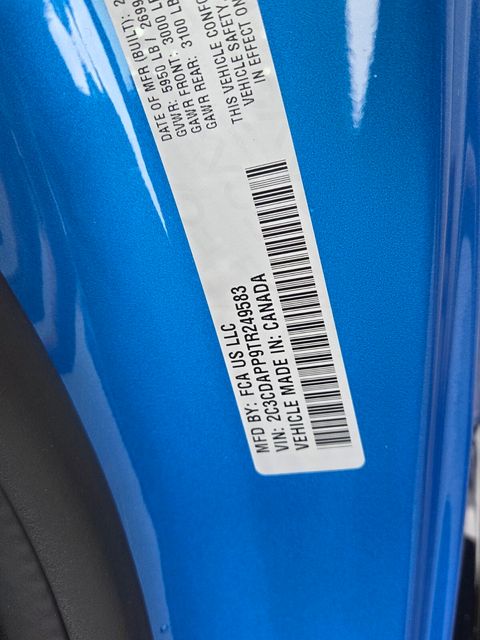 MFD BY: FCA US LLC
VIN: 2C3CDAPP9TR249583
VEHICLE MADE IN: CANADA
DATE OF MFR (BUILT):
GVWR: 5950 LB / 2699
GAWR FRONT: 3000 LB
GAWR REAR: 3100 LB
THIS VEHICLE
VEHICLE SAFETY
IN EFFECT ON